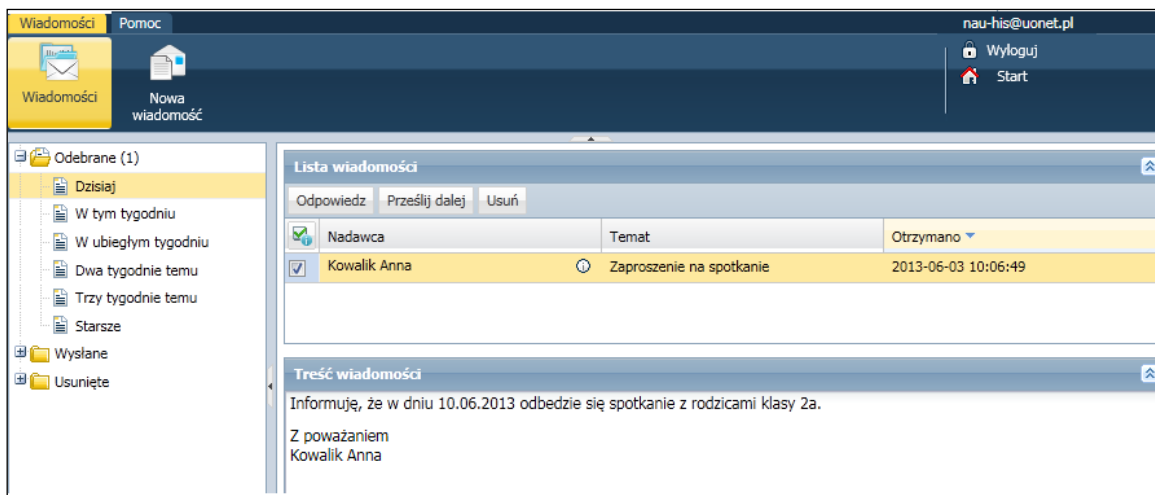 Wiadomości Pomoc nau-his@uonet.pl
Wyloguj
Start
Wiadomości
Nowa
wiadomość
Odebrane (1)
Dzisiaj
W tym tygodniu
W ubiegłym tygodniu
Dwa tygodnie temu
Trzy tygodnie temu
Starsze
Wysłane
Usunięte
Lista wiadomości
Odpowiedz Prześlij dalej Usuń
Nadawca Temat Otrzymano
Kowalik Anna Zaproszenie na spotkanie 2013-06-03 10:06:49
Treść wiadomości
Informuję, że w dniu 10.06.2013 odbedzie się spotkanie z rodzicami klasy 2a.
Z poważaniem
Kowalik Anna